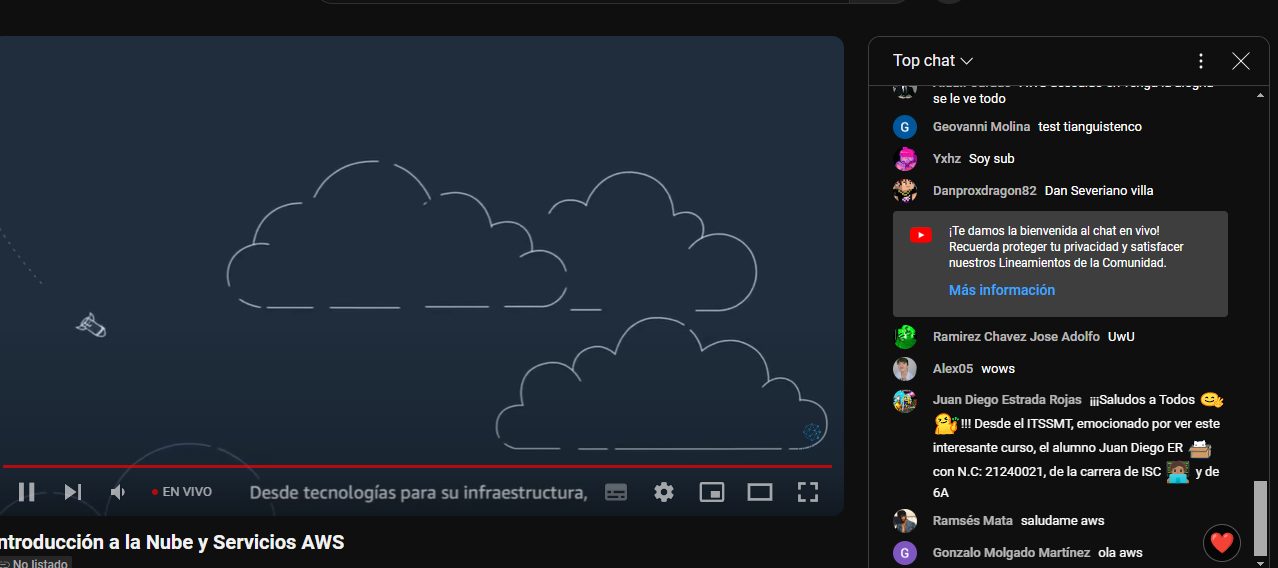 Top chat
se le ve todo
G Geovanni Molina test tianguistenco
Yxhz Soy sub
Danproxdragon82 Dan Severiano villa
¡Te damos la bienvenida al chat en vivo!
Recuerda proteger tu privacidad y satisfacer
nuestros Lineamientos de la Comunidad.
Más información
Ramirez Chavez Jose Adolfo UwU
Alex05 wows
Juan Diego Estrada Rojas ¡¡¡Saludos a Todos 😊
!!! Desde el ITSSMT, emocionado por ver este
interesante curso, el alumno Juan Diego ER
con N.C: 21240021, de la carrera de ISC y de
6A
Ramsés Mata saludame aws
G Gonzalo Molgado Martínez ola aws
EN VIVO
Desde tecnologías para su infraestructura,
ntroducción a la Nube y Servicios AWS
No listado